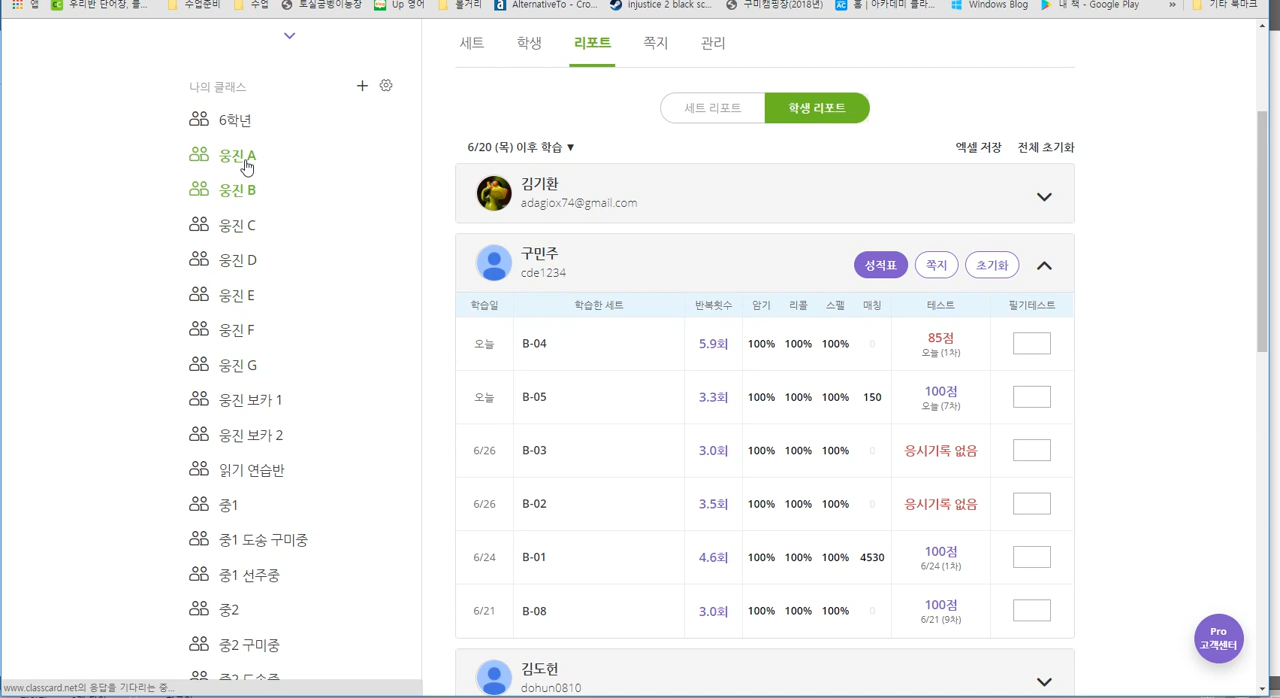 앱 우리반 단어장, 클... 수업준비 수업 토실굼벵이농장 Up 영어 볼거리 AlternativeTo - Cro... injustice 2 black sc... 구미캠핑장(2018년) 홈 | 아카데미 클라... Windows Blog 내 책 - Google Play » 기타 북마크
세트 학생 리포트 쪽지 관리
나의 클래스 +
세트 리포트 학생 리포트
6학년
6/20 (목) 이후 학습 ▼ 엑셀 저장 전체 초기화
웅진 A
김기환
adagiox74@gmail.com
웅진 B
웅진 C
구민주
cde1234
성적표 쪽지 초기화
웅진 D
웅진 E
학습일 학습한 세트 반복횟수 암기 리콜 스펠 매칭 테스트 필기테스트
웅진 F
오늘 B-04 5.9회 100% 100% 100% 0 85점
오늘 (1차)
웅진 G
오늘 B-05 3.3회 100% 100% 100% 150 100점
오늘 (7차)
웅진 보카 1
웅진 보카 2
6/26 B-03 3.0회 100% 100% 100% 0 응시기록 없음
읽기 연습반
중1
6/26 B-02 3.5회 100% 100% 100% 0 응시기록 없음
중1 도송 구미중
6/24 B-01 4.6회 100% 100% 100% 4530 100점
6/24 (1차)
중1 선주중
중2
6/21 B-08 3.0회 100% 100% 100% 0 100점
6/21 (9차)
중2 구미중
Pro
고객센터
김도헌
dohun0810
www.classcard.net의 응답을 기다리는 중...